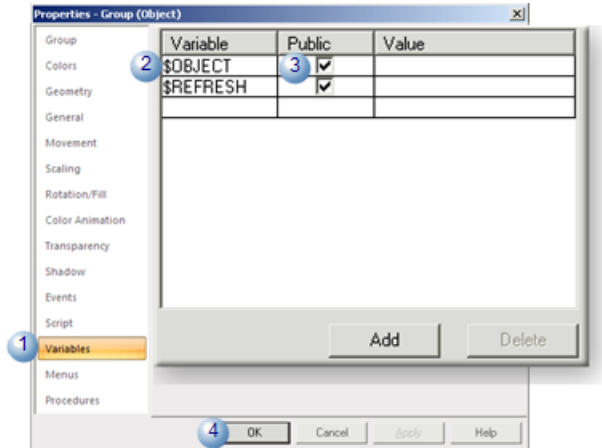 Properties - Group (Object)
Group
Colors
Geometry
General
Movement
Scaling
Rotation/Fill
Color Animation
Transparency
Shadow
Events
Script
1 Variables
Menus
Procedures
Variable Public Value
2 $OBJECT 3
$REFRESH
Add Delete
4 OK Cancel Apply Help